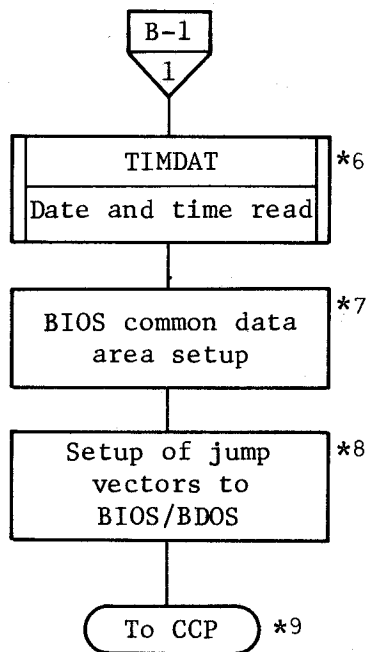 B-1
1
TIMDAT *6
Date and time read
BIOS common data *7
area setup
Setup of jump *8
vectors to
BIOS/BDOS
To CCP *9